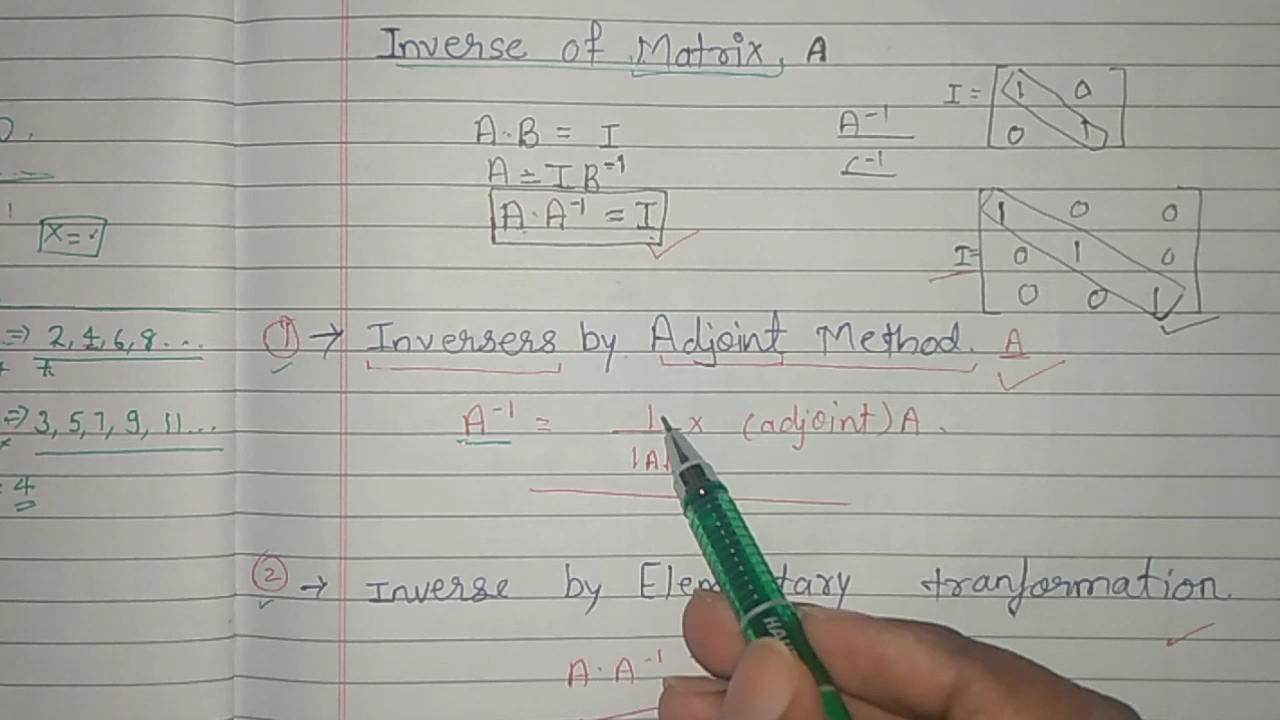 Inverse of Matrix, A
A·B = I
A = I B⁻¹
A·A⁻¹ = I
A⁻¹
I = 1 0
0 1
I = 1 0 0
0 1 0
0 0 1
x =
⇒ 2, 4, 6, 8 ...
⇒ 3, 5, 7, 9, 11...
4
① → Inversers by Adjoint Method. A
A⁻¹ = 1/|A| x (adjoint) A.
② → Inverse by Elem tary tranformation.
A·A⁻¹